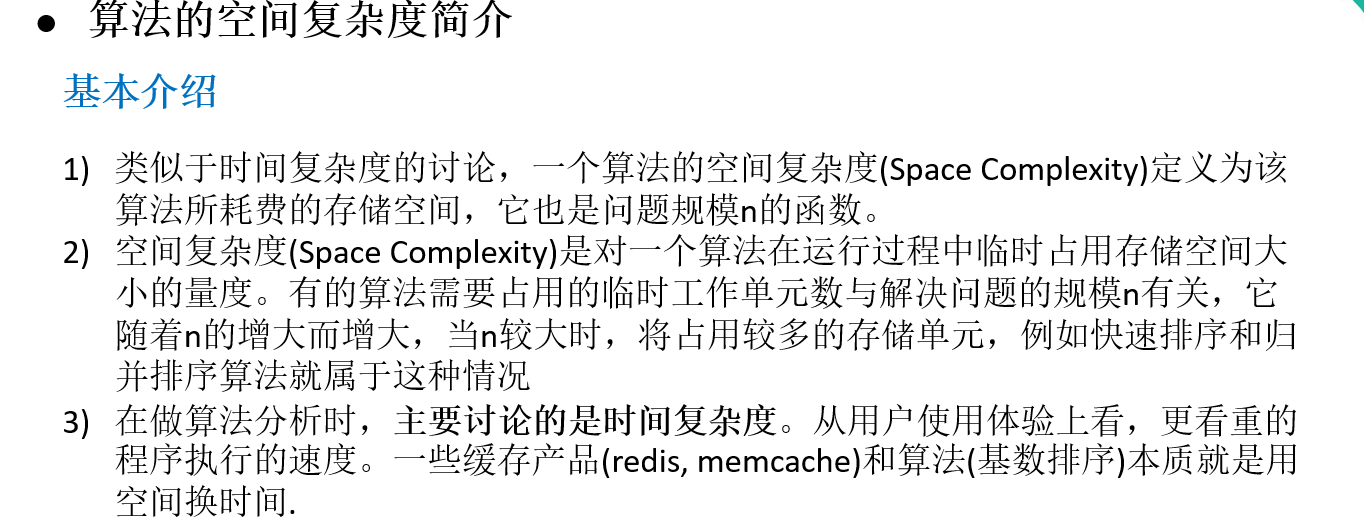 ● 算法的空间复杂度简介
基本介绍
1) 类似于时间复杂度的讨论，一个算法的空间复杂度(Space Complexity)定义为该
算法所耗费的存储空间，它也是问题规模n的函数。
2) 空间复杂度(Space Complexity)是对一个算法在运行过程中临时占用存储空间大
小的量度。有的算法需要占用的临时工作单元数与解决问题的规模n有关，它
随着n的增大而增大，当n较大时，将占用较多的存储单元，例如快速排序和归
并排序算法就属于这种情况
3) 在做算法分析时，主要讨论的是时间复杂度。从用户使用体验上看，更看重的
程序执行的速度。一些缓存产品(redis, memcache)和算法(基数排序)本质就是用
空间换时间.